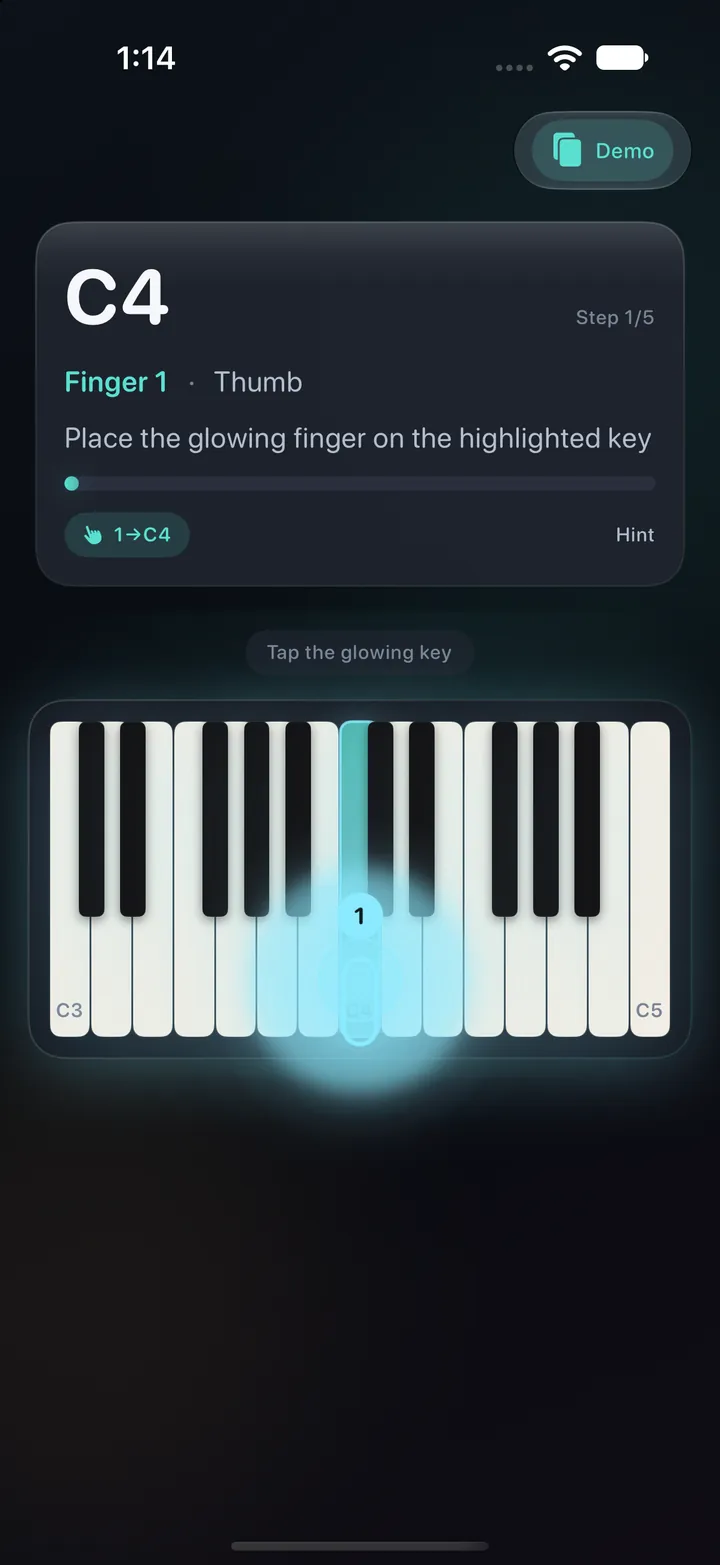 1:14
Demo
C4
Step 1/5
Finger 1 · Thumb
Place the glowing finger on the highlighted key
1→C4
Hint
Tap the glowing key
1
C3
C4
C5